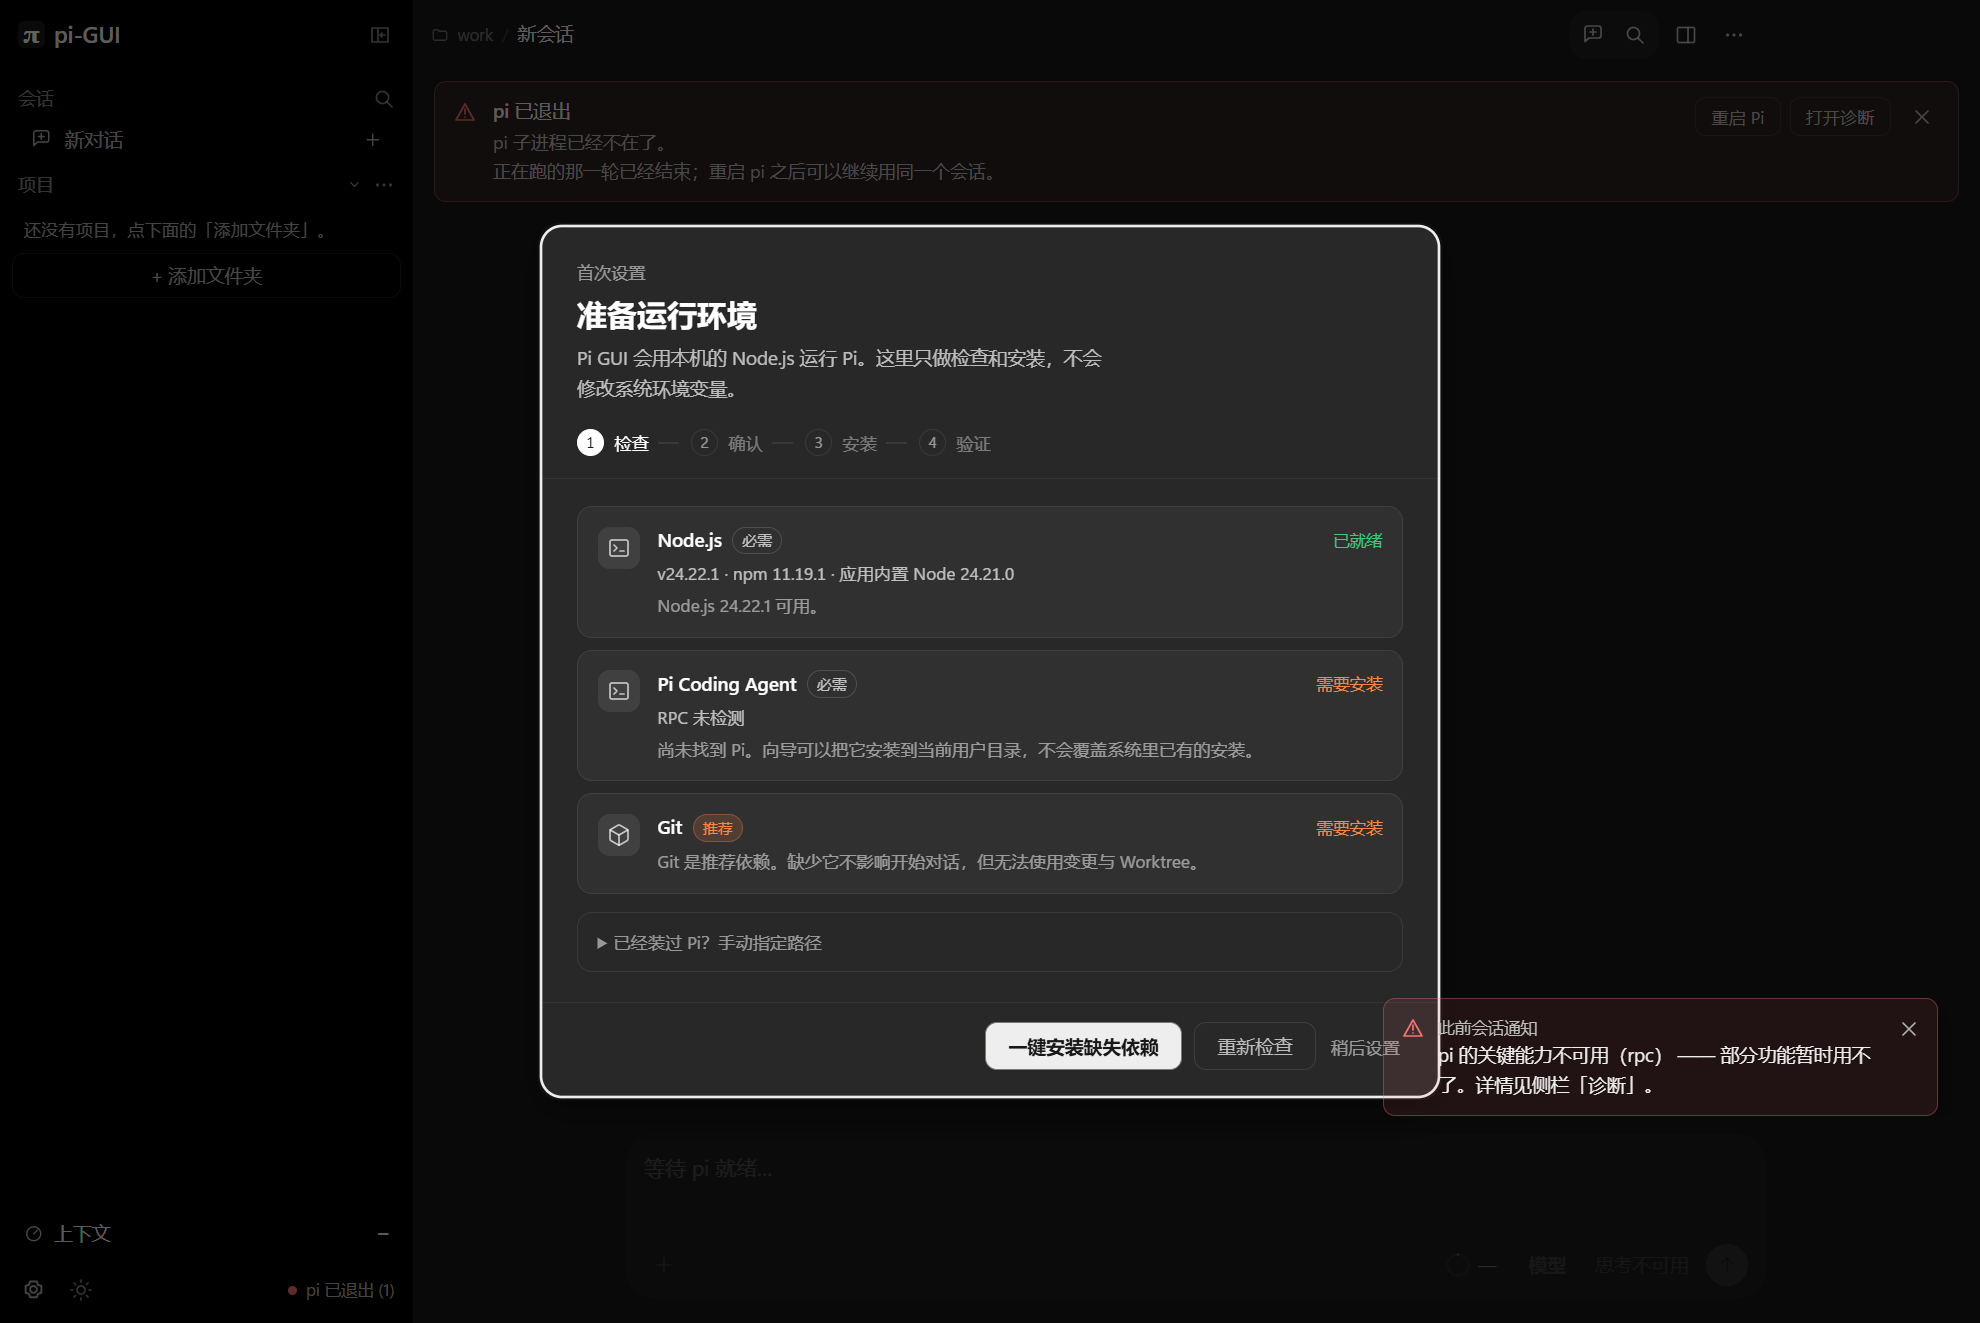 π pi-GUI
会话
新对话
项目
还没有项目，点下面的「添加文件夹」。
+ 添加文件夹
上下文
pi 已退出 (1)
work / 新会话
pi 已退出
pi 子进程已经不在了。
正在跑的那一轮已经结束；重启 pi 之后可以继续用同一个会话。
重启 Pi
打开诊断
首次设置
准备运行环境
Pi GUI 会用本机的 Node.js 运行 Pi。这里只做检查和安装，不会
修改系统环境变量。
1 检查 — 2 确认 — 3 安装 — 4 验证
Node.js 必需 已就绪
v24.22.1 · npm 11.19.1 · 应用内置 Node 24.21.0
Node.js 24.22.1 可用。
Pi Coding Agent 必需 需要安装
RPC 未检测
尚未找到 Pi。向导可以把它安装到当前用户目录，不会覆盖系统里已有的安装。
Git 推荐 需要安装
Git 是推荐依赖。缺少它不影响开始对话，但无法使用变更与 Worktree。
▶ 已经装过 Pi？手动指定路径
一键安装缺失依赖
重新检查
稍后设置
此前会话通知
pi 的关键能力不可用（rpc） —— 部分功能暂时用不
了。详情见侧栏「诊断」。
等待 pi 就绪...
— 模型 思考不可用